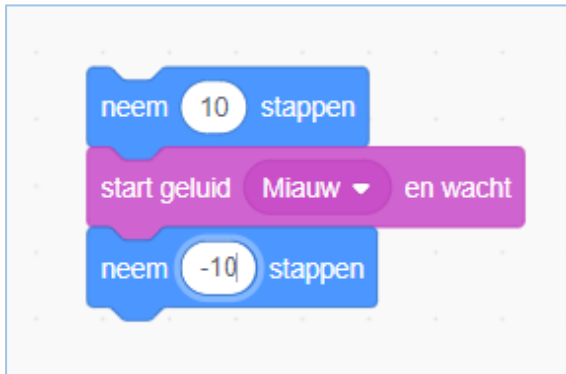 neem 10 stappen
start geluid Miauw en wacht
neem -10 stappen